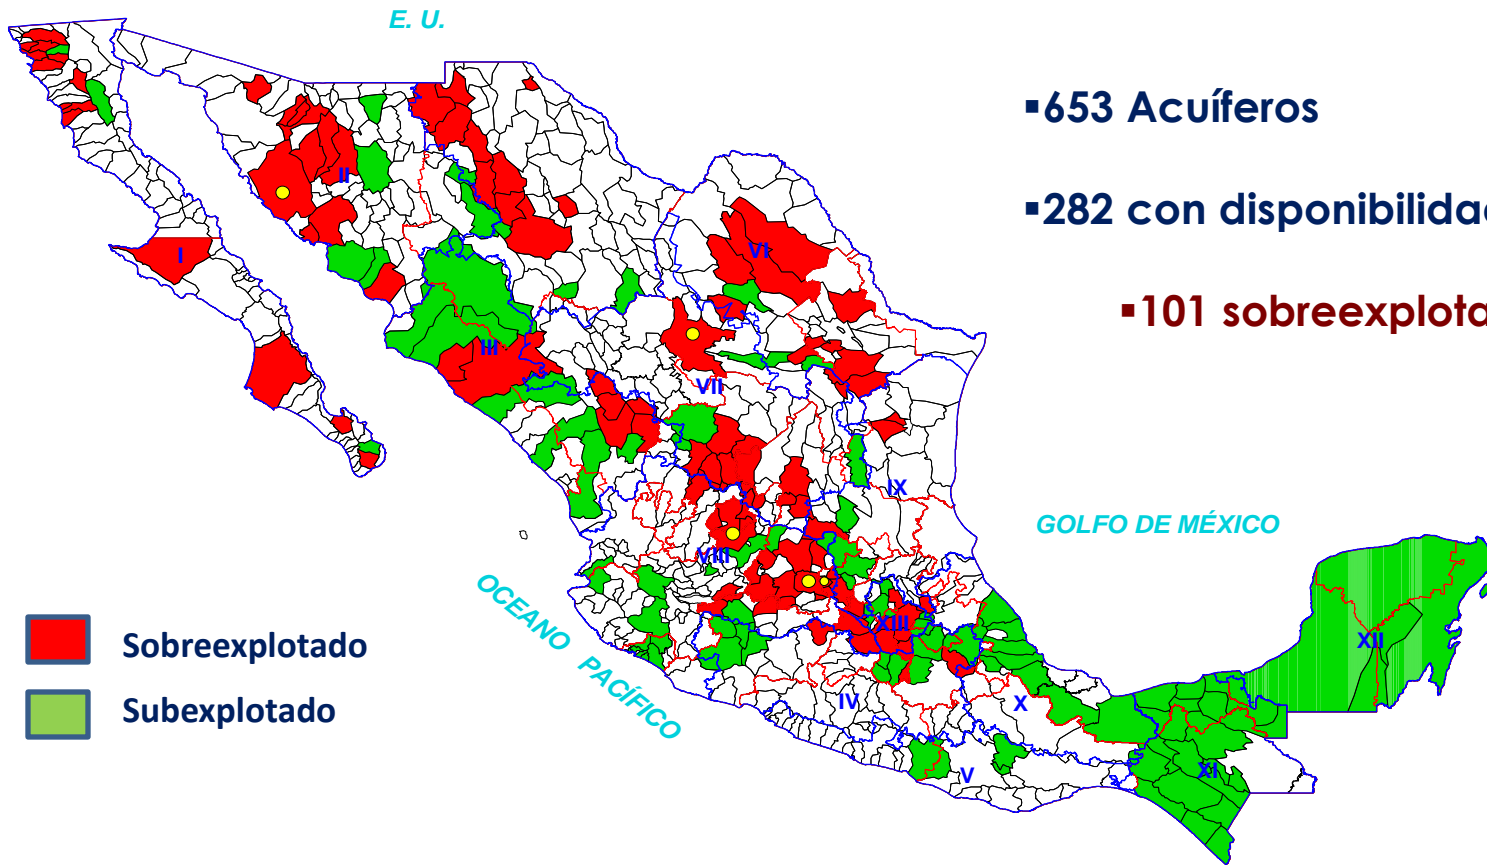 E. U.
▪653 Acuíferos
▪282 con disponibilidad
▪101 sobreexplota
II
I
VI
III
VII
IX
GOLFO DE MÉXICO
VIII
OCEANO PACÍFICO
XIII
XII
IV
X
V
XI
Sobreexplotado
Subexplotado